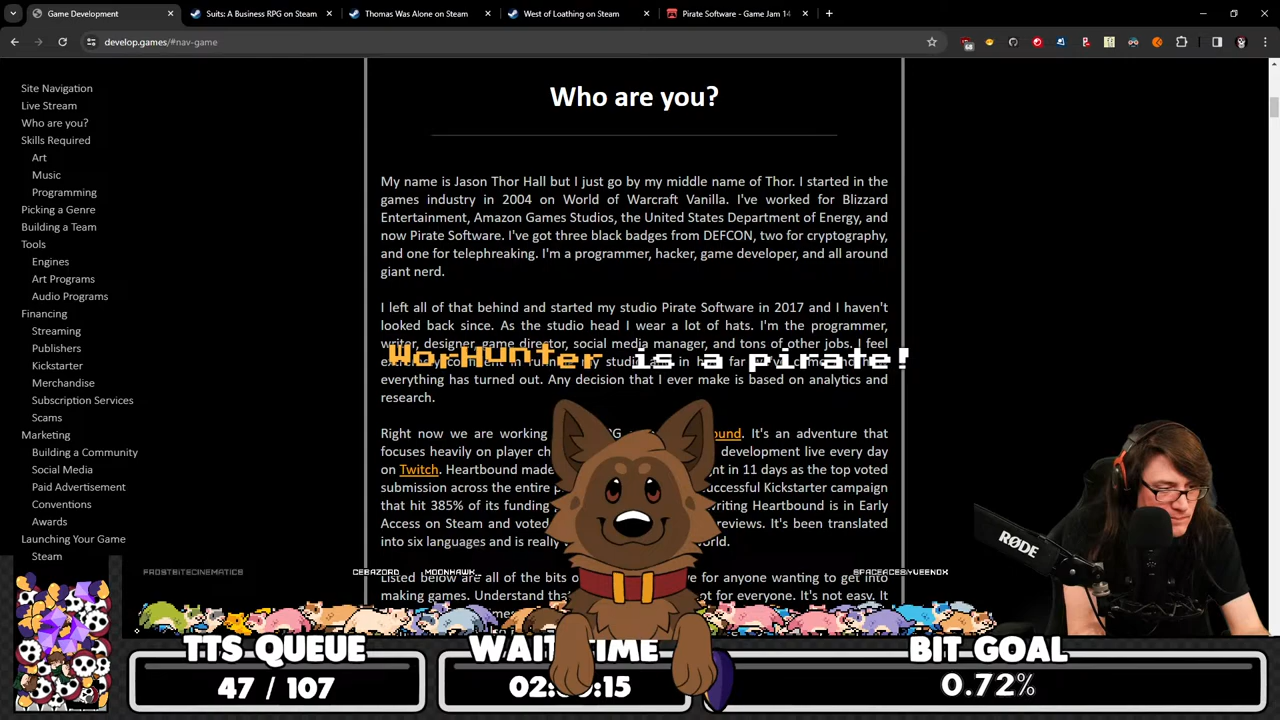 Game Development
Suits: A Business RPG on Steam
Thomas Was Alone on Steam
West of Loathing on Steam
Pirate Software - Game Jam 14
develop.games/#nav-game
Site Navigation
Live Stream
Who are you?
Skills Required
Art
Music
Programming
Picking a Genre
Building a Team
Tools
Engines
Art Programs
Audio Programs
Financing
Streaming
Publishers
Kickstarter
Merchandise
Subscription Services
Scams
Marketing
Building a Community
Social Media
Paid Advertisement
Conventions
Awards
Launching Your Game
Steam
Who are you?
My name is Jason Thor Hall but I just go by my middle name of Thor. I started in the
games industry in 2004 on World of Warcraft Vanilla. I've worked for Blizzard
Entertainment, Amazon Games Studios, the United States Department of Energy, and
now Pirate Software. I've got three black badges from DEFCON, two for cryptography,
and one for telephreaking. I'm a programmer, hacker, game developer, and all around
giant nerd.
I left all of that behind and started my studio Pirate Software in 2017 and I haven't
looked back since. As the studio head I wear a lot of hats. I'm the programmer,
writer, designer, game director, social media manager, and tons of other jobs. I feel
WorHunter is a pirate!
everything has turned out. Any decision that I ever make is based on analytics and
research.
Right now we are working It's an adventure that
focuses heavily on player development live every day
on Twitch. Heartbound made in 11 days as the top voted
submission across the entire successful Kickstarter campaign
that hit 385% of its funding writing Heartbound is in Early
Access on Steam and voted reviews. It's been translated
into six languages and is really
Listed below are all of the bits for anyone wanting to get into
making games. Understand not for everyone. It's not easy. It
FROSTBITECINEMATICS
CEBAZORD
MOONHAWK
TTS QUEUE
47 / 107
WAIT TIME
BIT GOAL
0.72%
RØDE